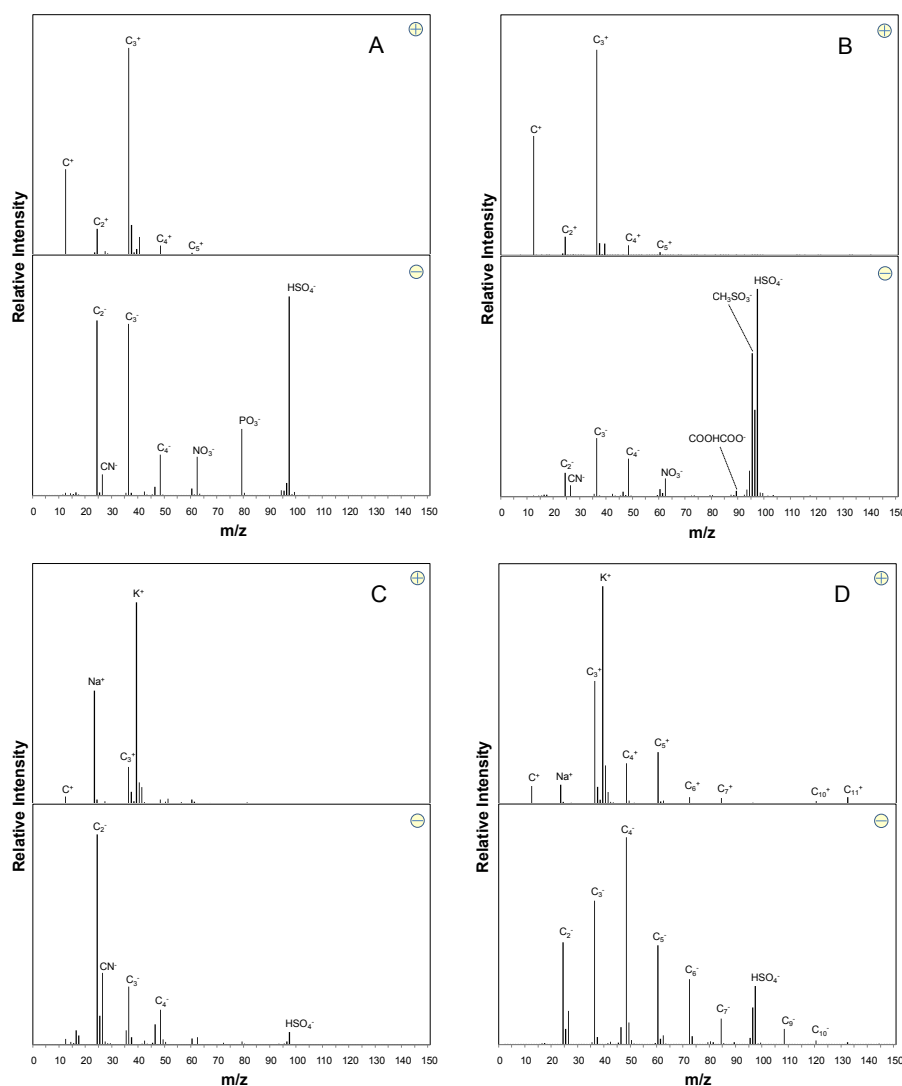 A
⊕
C₃⁺
C⁺
C₂⁺
C₄⁺
C₅⁺
Relative Intensity
⊖
HSO₄⁻
C₂⁻
C₃⁻
PO₃⁻
C₄⁻
NO₃⁻
CN⁻
0 10 20 30 40 50 60 70 80 90 100 110 120 130 140 150
m/z
B
⊕
C₃⁺
C⁺
C₂⁺
C₄⁺
C₅⁺
Relative Intensity
⊖
HSO₄⁻
CH₃SO₃⁻
COOHCOO⁻
C₃⁻
C₄⁻
C₂⁻
CN⁻
NO₃⁻
0 10 20 30 40 50 60 70 80 90 100 110 120 130 140 150
m/z
C
⊕
K⁺
Na⁺
C₃⁺
C⁺
Relative Intensity
⊖
C₂⁻
CN⁻
C₃⁻
C₄⁻
HSO₄⁻
0 10 20 30 40 50 60 70 80 90 100 110 120 130 140 150
m/z
D
⊕
K⁺
C₃⁺
C₄⁺
C₅⁺
C⁺
Na⁺
C₆⁺
C₇⁺
C₁₀⁺
C₁₁⁺
Relative Intensity
⊖
C₄⁻
C₃⁻
C₂⁻
C₅⁻
C₆⁻
HSO₄⁻
C₇⁻
C₉⁻
C₁₀⁻
0 10 20 30 40 50 60 70 80 90 100 110 120 130 140 150
m/z